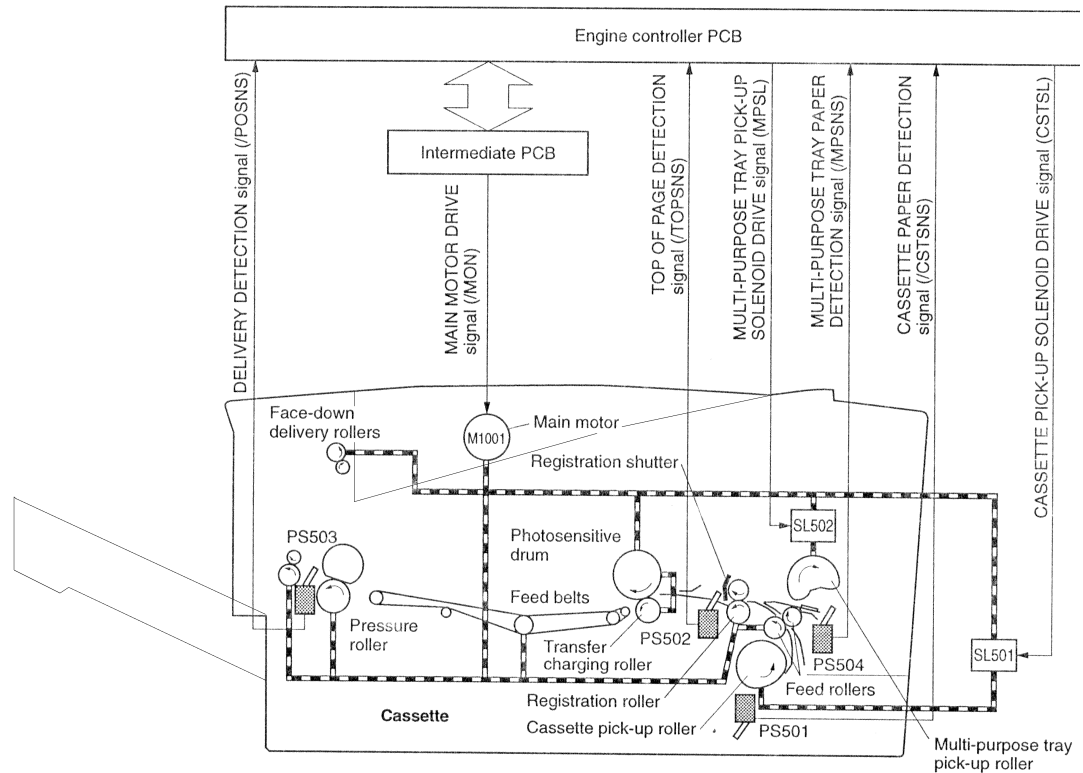 Engine controller PCB
Intermediate PCB
DELIVERY DETECTION signal (/POSNS)
MAIN MOTOR DRIVE
signal (/MON)
TOP OF PAGE DETECTION
signal (/TOPSNS)
MULTI-PURPOSE TRAY PICK-UP
SOLENOID DRIVE signal (MPSL)
MULTI-PURPOSE TRAY PAPER
DETECTION signal (/MPSNS)
CASSETTE PAPER DETECTION
signal (/CSTSNS)
CASSETTE PICK-UP SOLENOID DRIVE signal (CSTSL)
Face-down
delivery rollers
M1001
Main motor
Registration shutter
SL502
PS503
Photosensitive
drum
Feed belts
Pressure
roller
Transfer
charging roller
PS502
PS504
SL501
Registration roller
Feed rollers
Cassette
Cassette pick-up roller
PS501
Multi-purpose tray
pick-up roller